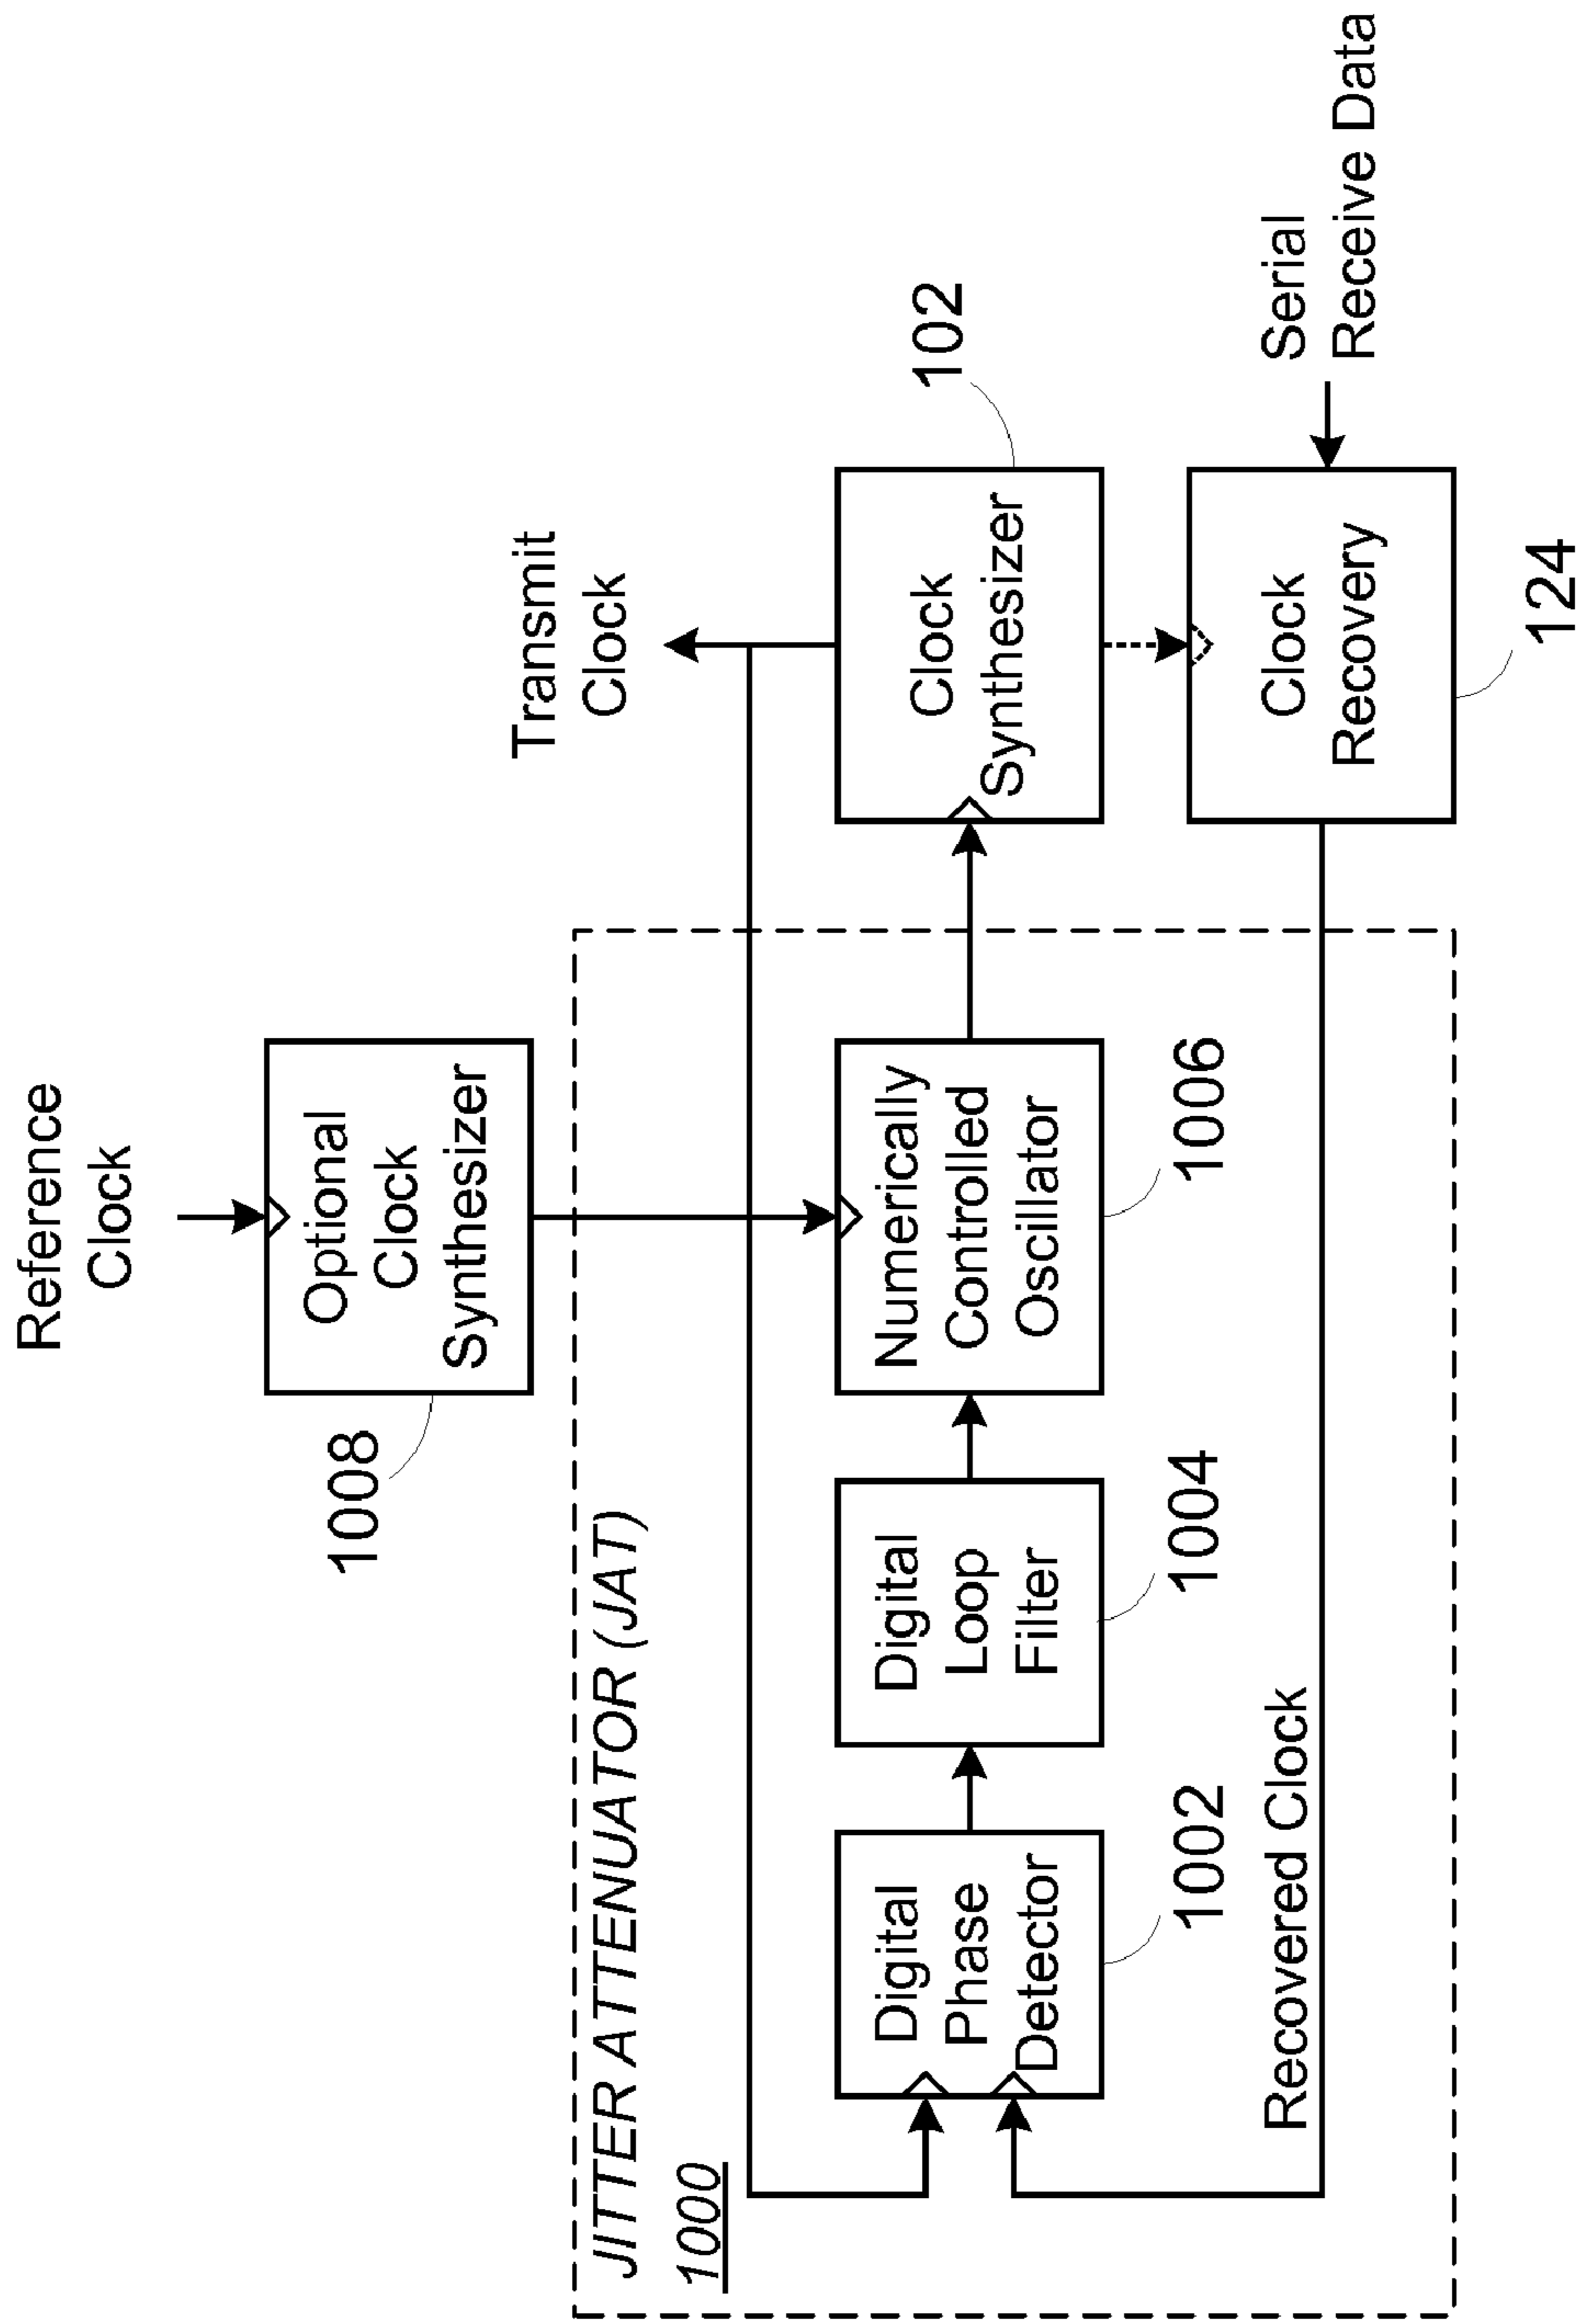 Reference
Clock
Optional
Clock
Synthesizer
1008
JITTER ATTENUATOR (JAT)
1000
Transmit
Clock
Digital
Phase
Detector
1002
Digital
Loop
Filter
1004
Numerically
Controlled
Oscillator
1006
Clock
Synthesizer
102
Recovered Clock
Clock
Recovery
124
Serial
Receive Data